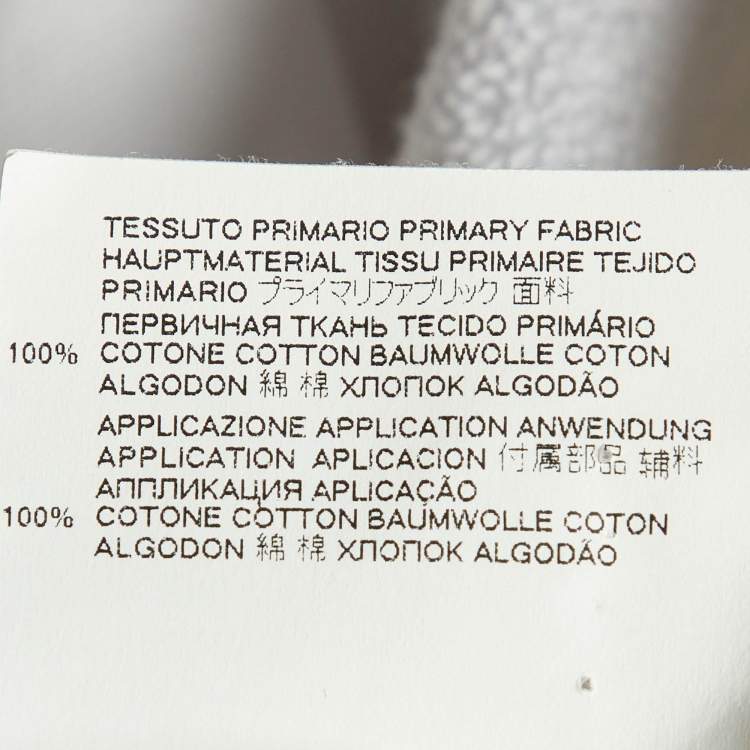 TESSUTO PRIMARIO PRIMARY FABRIC
HAUPTMATERIAL TISSU PRIMAIRE TEJIDO
PRIMARIO プライマリファブリック 面料
ПЕРВИЧНАЯ ТКАНЬ TECIDO PRIMÁRIO
100% COTONE COTTON BAUMWOLLE COTON
ALGODON 綿 棉 ХЛОПОК ALGODÃO
APPLICAZIONE APPLICATION ANWENDUNG
APPLICATION APLICACION 付属部品 辅料
АППЛИКАЦИЯ APLICAÇÃO
100% COTONE COTTON BAUMWOLLE COTON
ALGODON 綿 棉 ХЛОПОК ALGODÃO